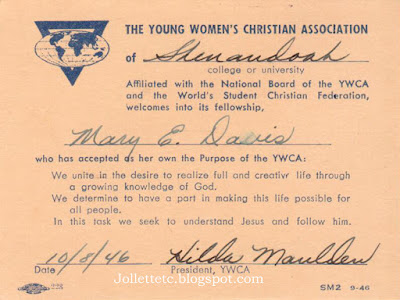 THE YOUNG WOMEN'S CHRISTIAN ASSOCIATION
of Shenandoah
college or university
Affiliated with the National Board of the YWCA
and the World's Student Christian Federation,
welcomes into its fellowship,
Mary E. Davis
who has accepted as her own the Purpose of the YWCA:
We unite in the desire to realize full and creativr life through
a growing knowledge of God.
We determine to have a part in making this life possible for
all people.
In this task we seek to understand Jesus and follow him.
10/8/46 Hilda Maulden
Date President, YWCA
Jollettetc.blogspot.com
SM2 9-46